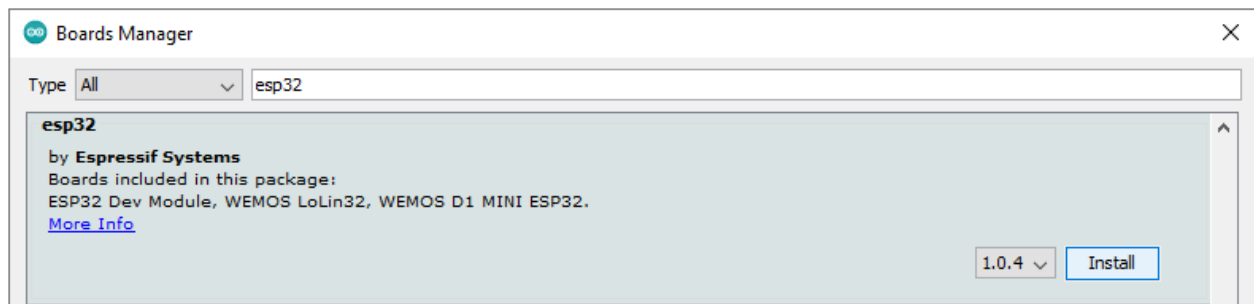 Boards Manager
Type All esp32
esp32
by Espressif Systems
Boards included in this package:
ESP32 Dev Module, WEMOS LoLin32, WEMOS D1 MINI ESP32.
More Info
1.0.4 Install